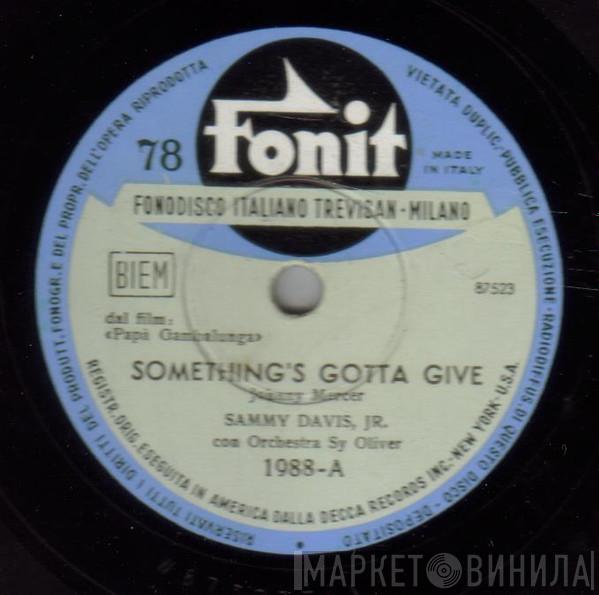 RISERVATI TUTTI I DIRITTI DEL PRODUTT. FONOGR. E DEL PROPR. DELL'OPERA RIPRODOTTA
VIETATA DUPLIC. PUBBLICA ESECUZIONE - RADIODIFFUS. DI QUESTO DISCO - DEPOSITATO
78
Fonit
MADE
IN ITALY
FONODISCO ITALIANO TREVISAN - MILANO
BIEM
87523
dal film:
«Papà Gambalunga»
SOMETHING'S GOTTA GIVE
Johnny Mercer
SAMMY DAVIS, JR.
con Orchestra Sy Oliver
1988-A
REGISTR. ORIG. ESEGUITA IN AMERICA DALLA DECCA RECORDS INC. - NEW YORK - U.S.A.
МАРКЕТ ВИНИЛА